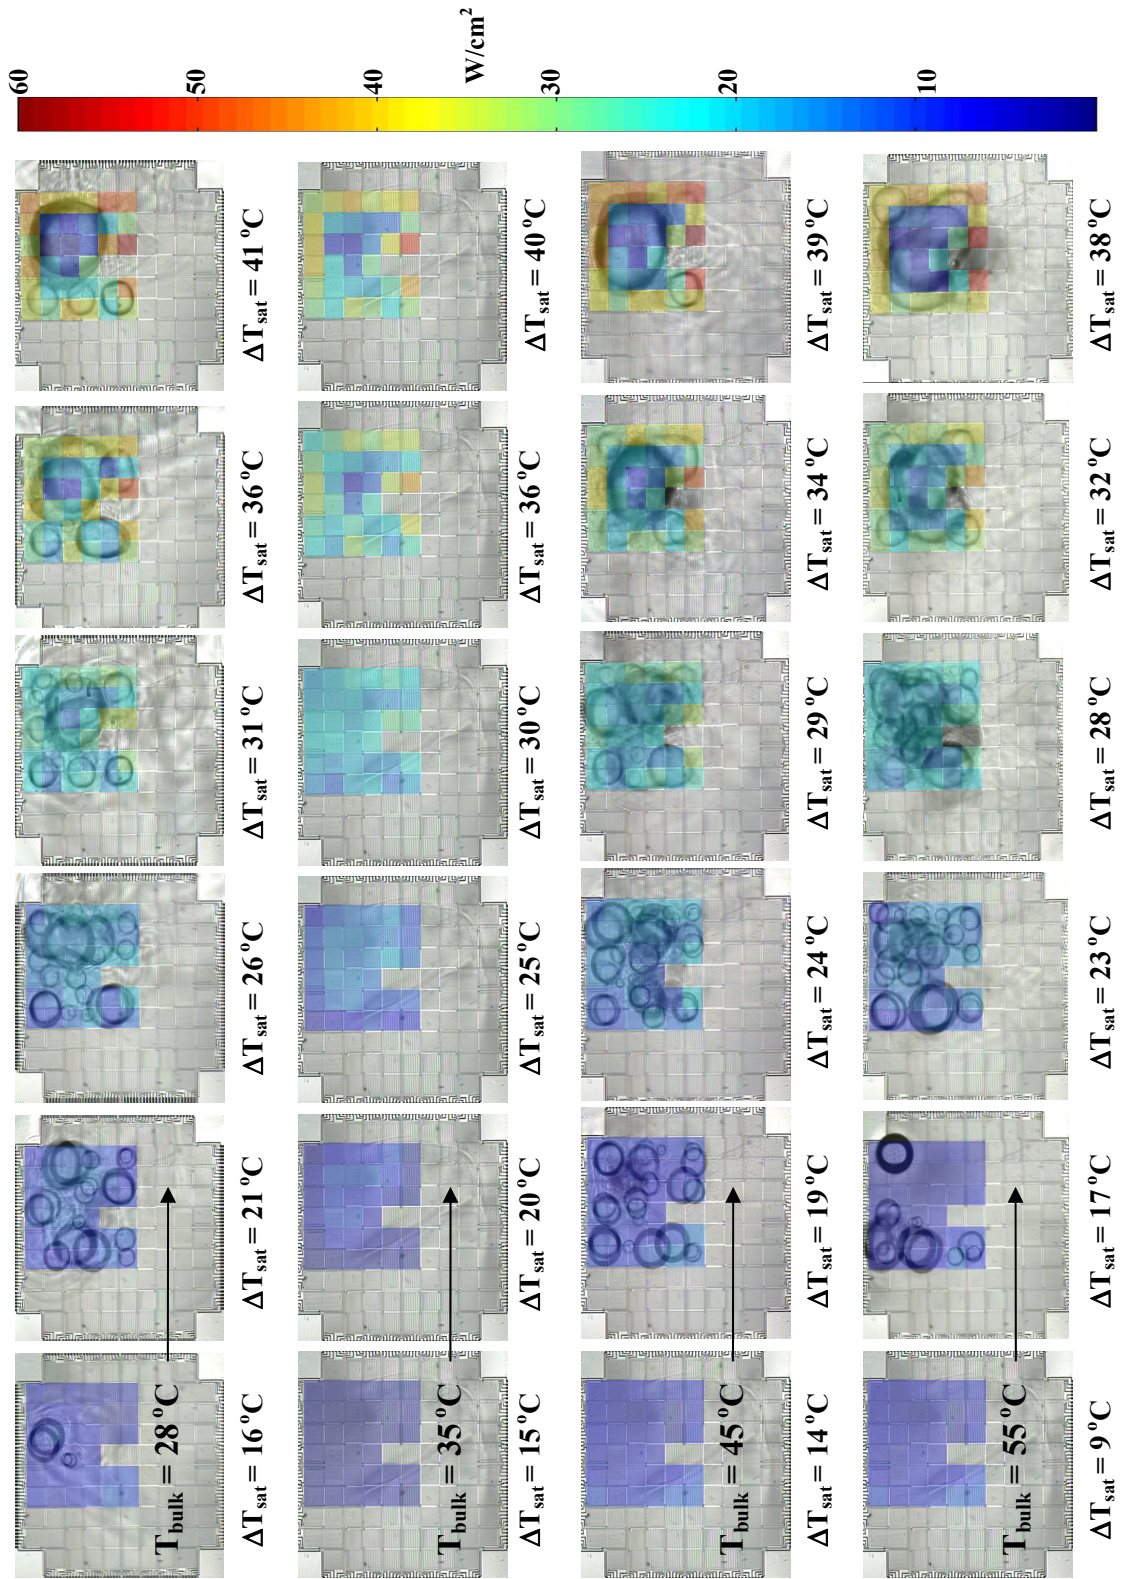 T_bulk = 28 °C
ΔT_sat = 16 °C
ΔT_sat = 21 °C
ΔT_sat = 26 °C
ΔT_sat = 31 °C
ΔT_sat = 36 °C
ΔT_sat = 41 °C
T_bulk = 35 °C
ΔT_sat = 15 °C
ΔT_sat = 20 °C
ΔT_sat = 25 °C
ΔT_sat = 30 °C
ΔT_sat = 36 °C
ΔT_sat = 40 °C
T_bulk = 45 °C
ΔT_sat = 14 °C
ΔT_sat = 19 °C
ΔT_sat = 24 °C
ΔT_sat = 29 °C
ΔT_sat = 34 °C
ΔT_sat = 39 °C
T_bulk = 55 °C
ΔT_sat = 9 °C
ΔT_sat = 17 °C
ΔT_sat = 23 °C
ΔT_sat = 28 °C
ΔT_sat = 32 °C
ΔT_sat = 38 °C
60
50
40
W/cm²
30
20
10